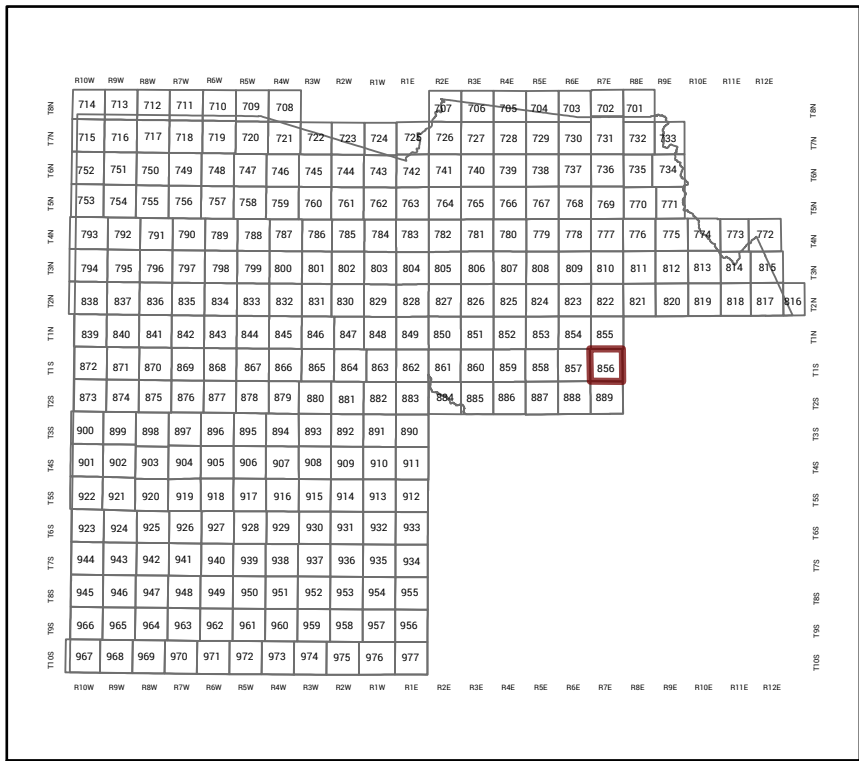 R10W R9W R8W R7W R6W R5W R4W R3W R2W R1W R1E R2E R3E R4E R5E R6E R7E R8E R9E R10E R11E R12E
T8N 714 713 712 711 710 709 708 707 706 705 704 703 702 701 T8N
T7N 715 716 717 718 719 720 721 722 723 724 725 726 727 728 729 730 731 732 733 T7N
T6N 752 751 750 749 748 747 746 745 744 743 742 741 740 739 738 737 736 735 734 T6N
T5N 753 754 755 756 757 758 759 760 761 762 763 764 765 766 767 768 769 770 771 T5N
T4N 793 792 791 790 789 788 787 786 785 784 783 782 781 780 779 778 777 776 775 774 773 772 T4N
T3N 794 795 796 797 798 799 800 801 802 803 804 805 806 807 808 809 810 811 812 813 814 815 T3N
T2N 838 837 836 835 834 833 832 831 830 829 828 827 826 825 824 823 822 821 820 819 818 817 816 T2N
T1N 839 840 841 842 843 844 845 846 847 848 849 850 851 852 853 854 855 T1N
T1S 872 871 870 869 868 867 866 865 864 863 862 861 860 859 858 857 856 T1S
T2S 873 874 875 876 877 878 879 880 881 882 883 884 885 886 887 888 889 T2S
T3S 900 899 898 897 896 895 894 893 892 891 890 T3S
T4S 901 902 903 904 905 906 907 908 909 910 911 T4S
T5S 922 921 920 919 918 917 916 915 914 913 912 T5S
T6S 923 924 925 926 927 928 929 930 931 932 933 T6S
T7S 944 943 942 941 940 939 938 937 936 935 934 T7S
T8S 945 946 947 948 949 950 951 952 953 954 955 T8S
T9S 966 965 964 963 962 961 960 959 958 957 956 T9S
T10S 967 968 969 970 971 972 973 974 975 976 977 T10S
R10W R9W R8W R7W R6W R5W R4W R3W R2W R1W R1E R2E R3E R4E R5E R6E R7E R8E R9E R10E R11E R12E